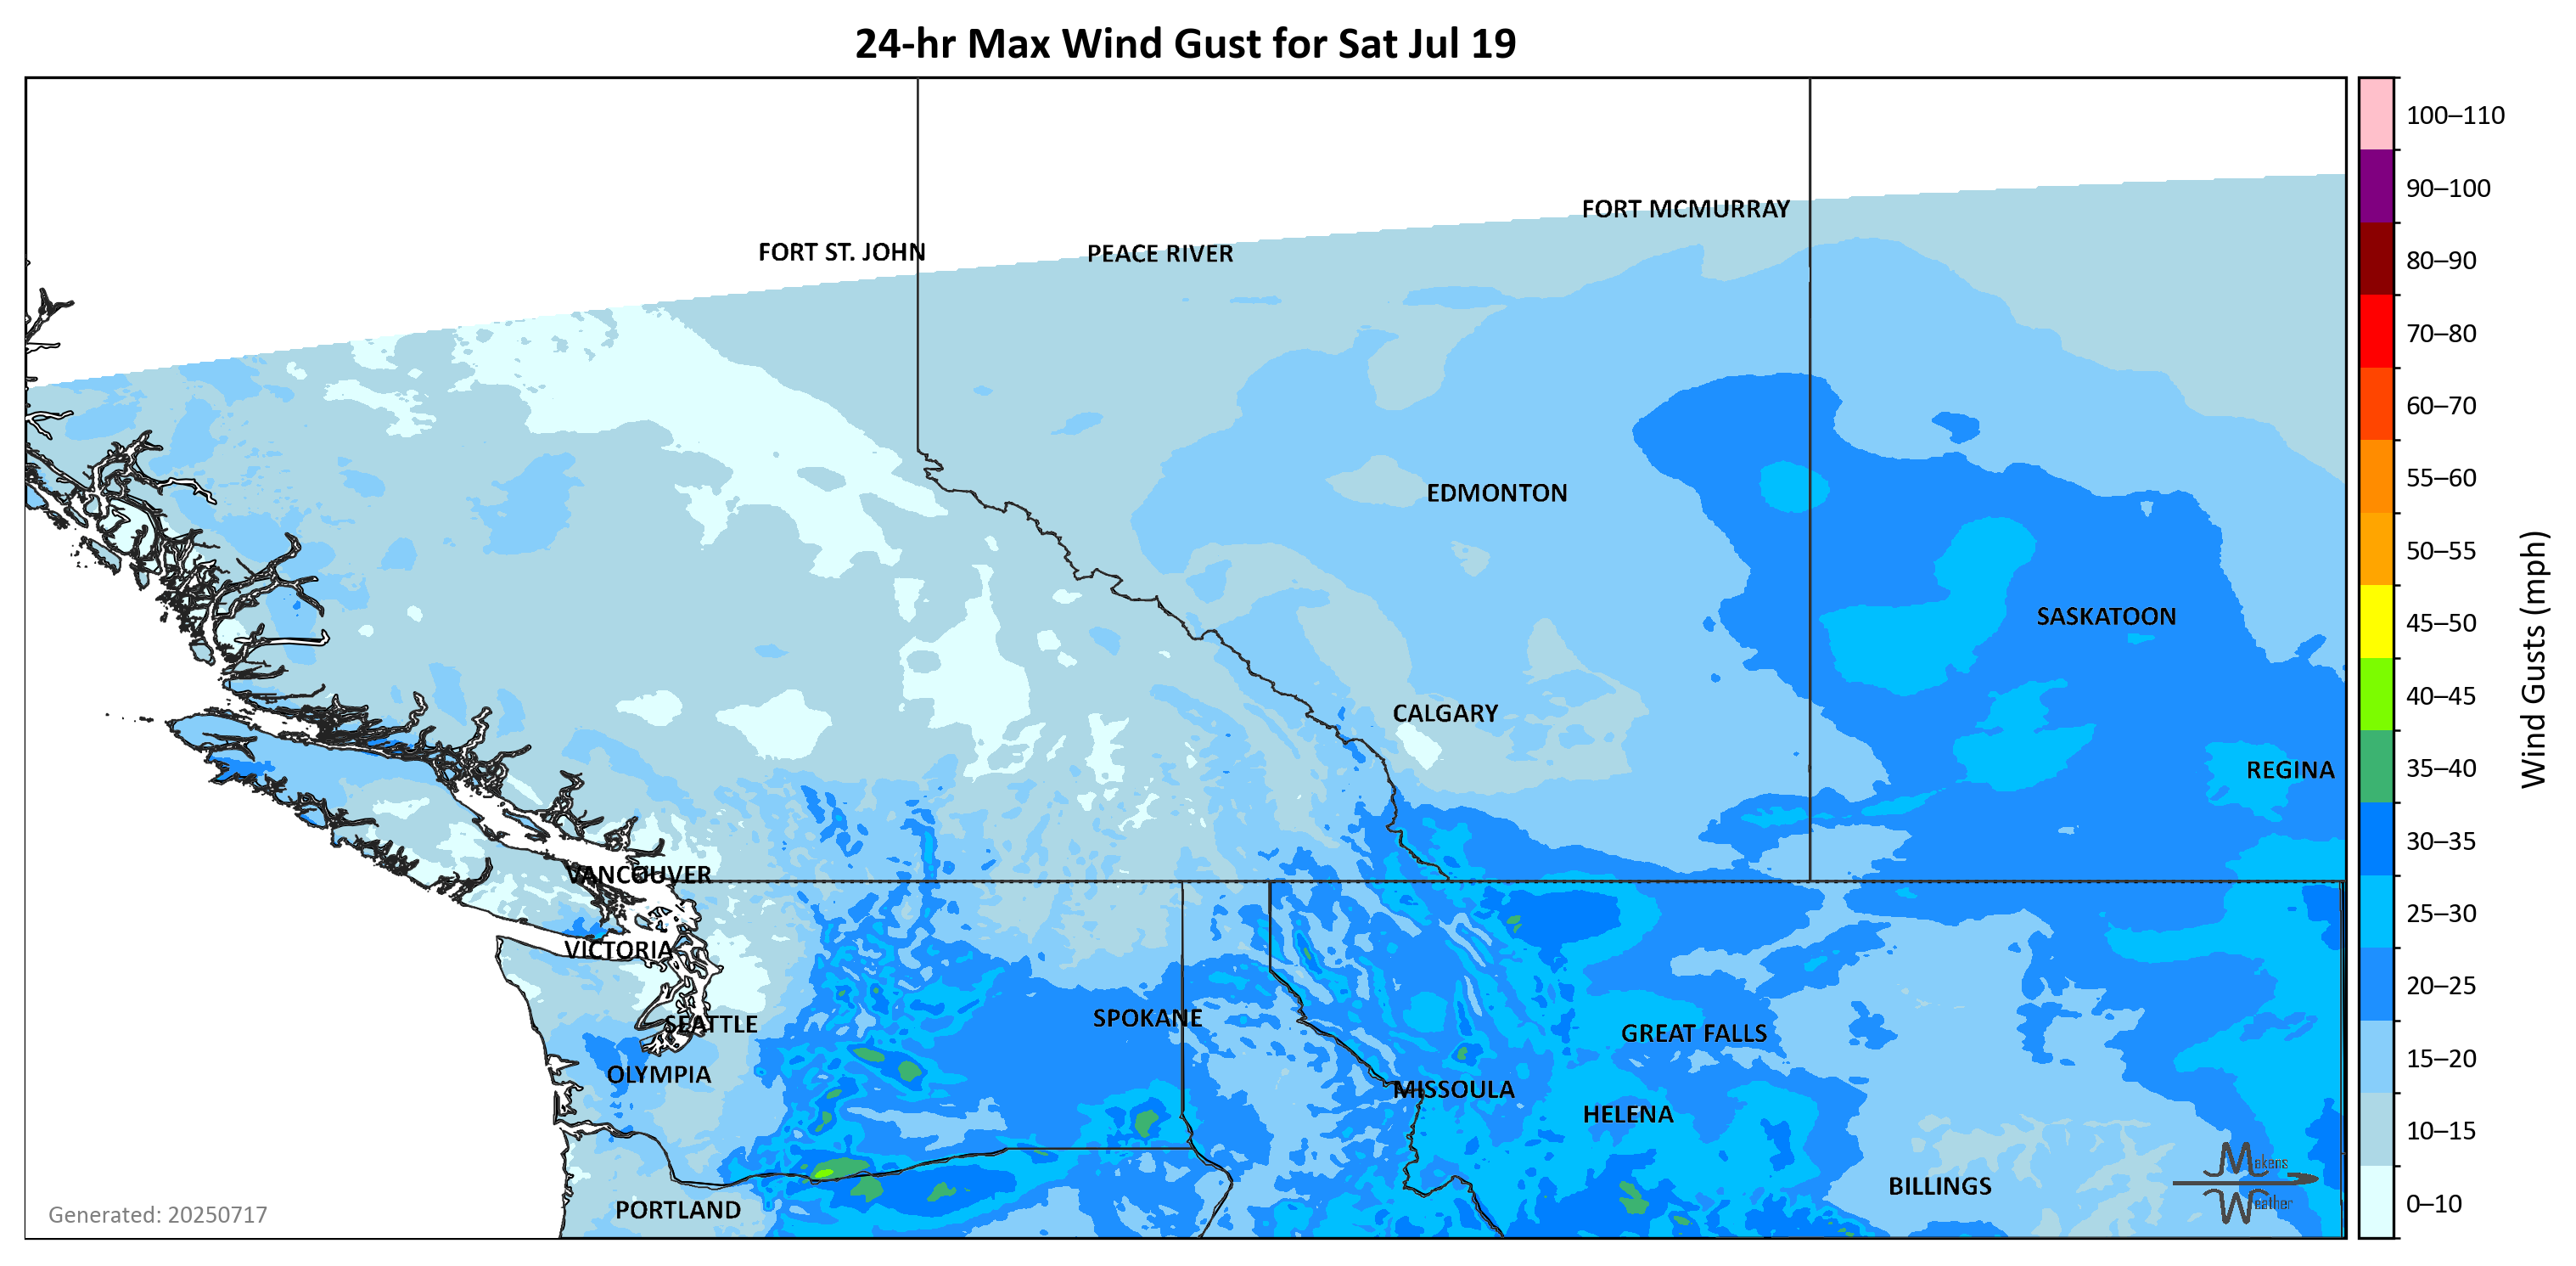 24-hr Max Wind Gust for Sat Jul 19
100–110
90–100
80–90
70–80
60–70
55–60
50–55
45–50
40–45
35–40
30–35
25–30
20–25
15–20
10–15
0–10
Wind Gusts (mph)
FORT MCMURRAY
FORT ST. JOHN
PEACE RIVER
EDMONTON
SASKATOON
CALGARY
REGINA
VANCOUVER
VICTORIA
SEATTLE
SPOKANE
GREAT FALLS
OLYMPIA
MISSOULA
HELENA
BILLINGS
PORTLAND
Makens
Weather
Generated: 20250717